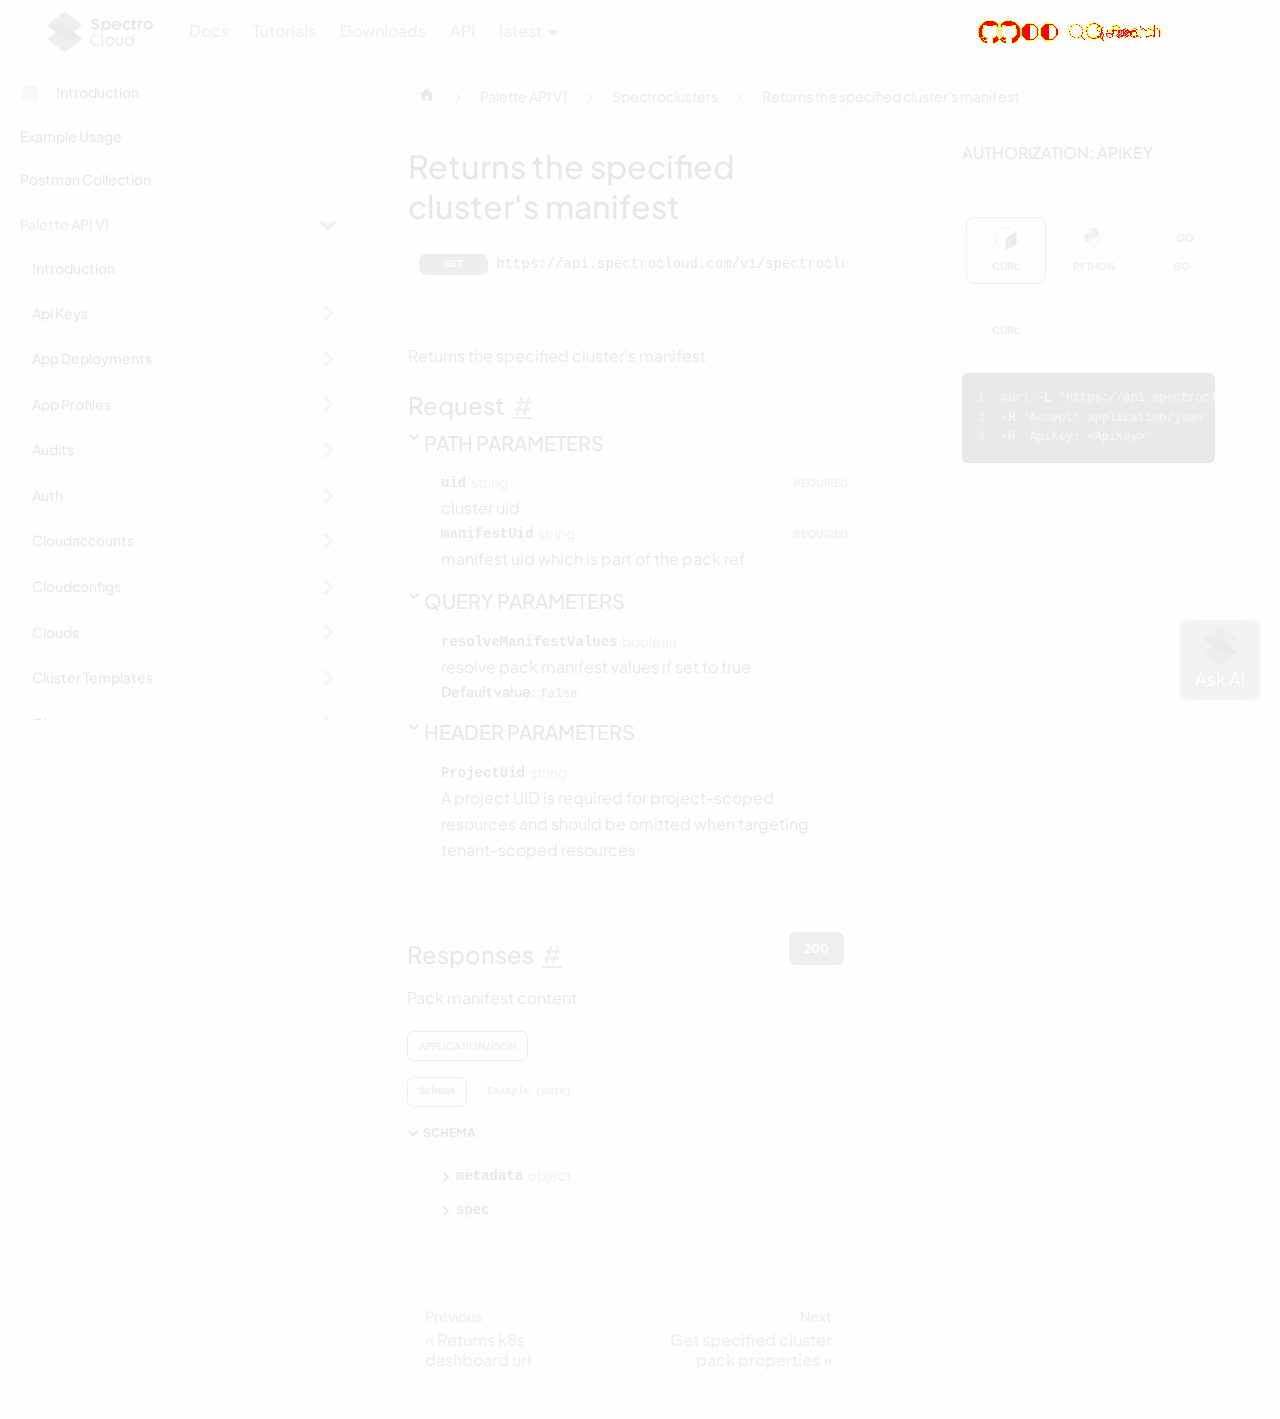 Spectro
Cloud
Docs
Tutorials
Downloads
API
latest
Introduction
Example Usage
Postman Collection
Palette API V1
Introduction
Api Keys
App Deployments
App Profiles
Audits
Auth
Cloudaccounts
Cloudconfigs
Clouds
Cluster Templates
Palette API V1
Spectroclusters
Returns the specified cluster's manifest
Returns the specified
cluster's manifest
GET https://api.spectrocloud.com/v1/spectroclu
Returns the specified cluster's manifest
Request #
PATH PARAMETERS
uid string REQUIRED
cluster uid
manifestUid string REQUIRED
manifest uid which is part of the pack ref
QUERY PARAMETERS
resolveManifestValues boolean
resolve pack manifest values if set to true
Default value: false
HEADER PARAMETERS
ProjectUid string
A project UID is required for project-scoped
resources and should be omitted when targeting
tenant-scoped resources
Responses #
200
Pack manifest content
APPLICATION/JSON
Schema
Example (auto)
SCHEMA
metadata object
spec
Previous
« Returns k8s
dashboard url
Next
Get specified cluster
pack properties »
AUTHORIZATION: APIKEY
CURL
PYTHON
GO
GO
CURL
1 curl -L 'https://api.spectrocl
2 -H 'Accept: application/json'
3 -H 'ApiKey: <ApiKey>'
Ask AI